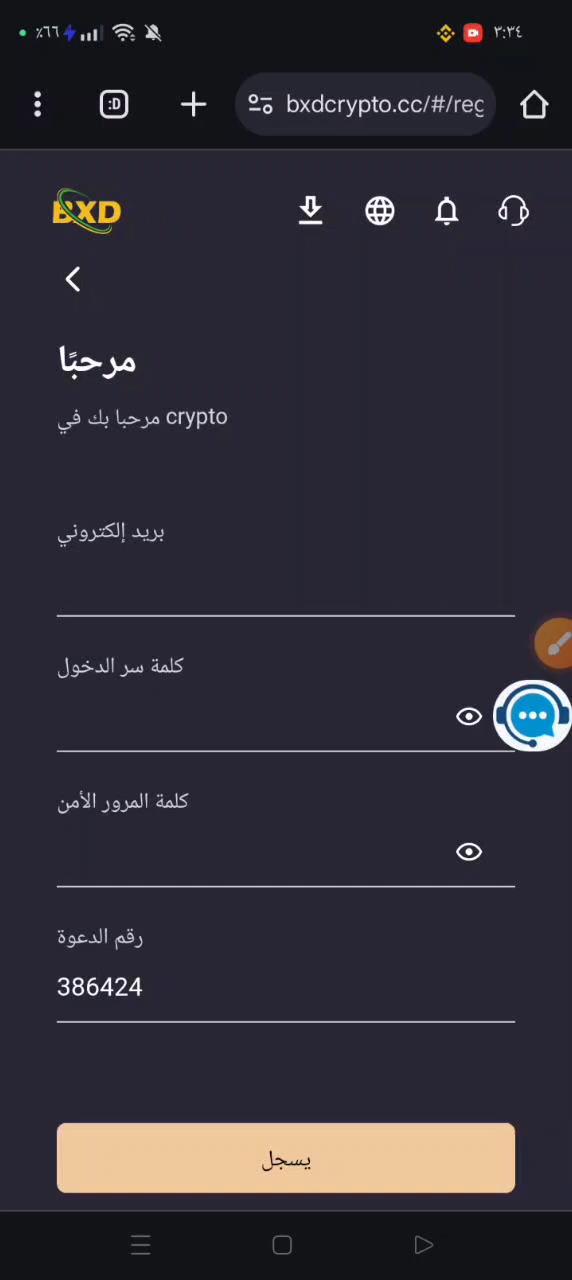 ٪٦٦
٣:٣٤
:D
bxdcrypto.cc/#/reg
BXD
مرحبًا
مرحبا بك في crypto
بريد إلكتروني
كلمة سر الدخول
كلمة المرور الأمن
رقم الدعوة
386424
يسجل